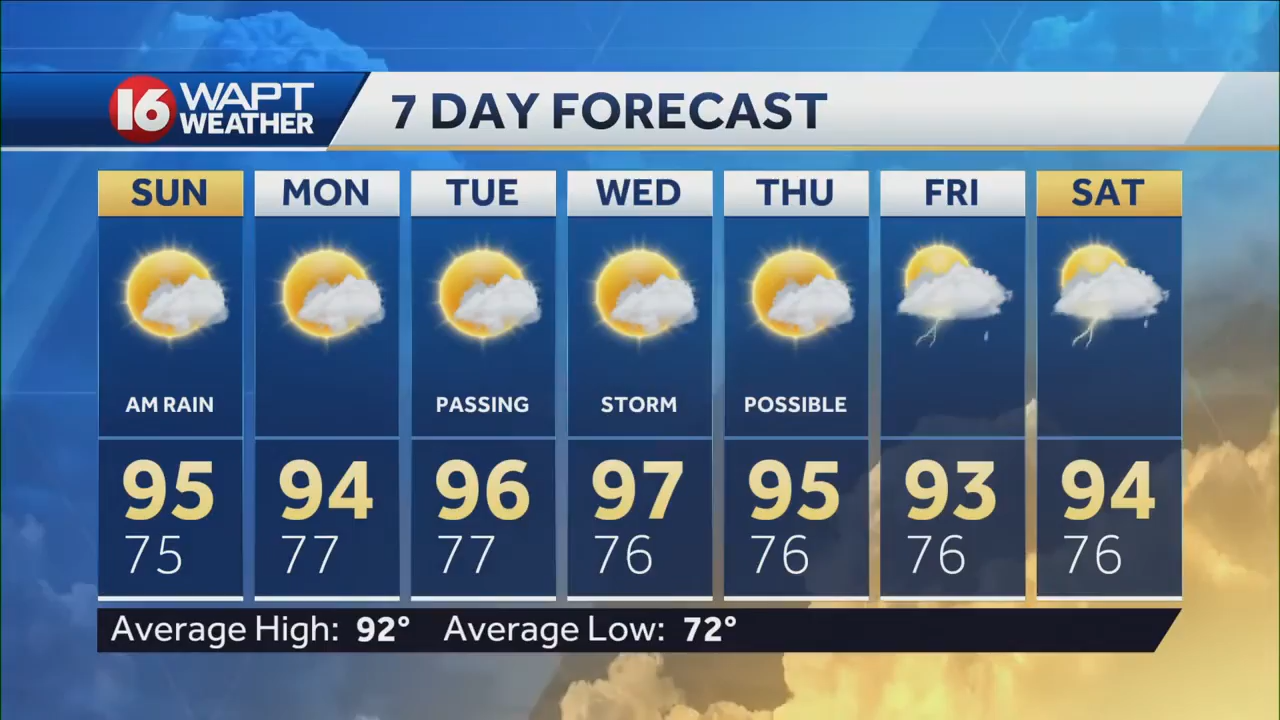 16 WAPT WEATHER
7 DAY FORECAST
SUN MON TUE WED THU FRI SAT
AM RAIN PASSING STORM POSSIBLE
95 94 96 97 95 93 94
75 77 77 76 76 76 76
Average High: 92° Average Low: 72°